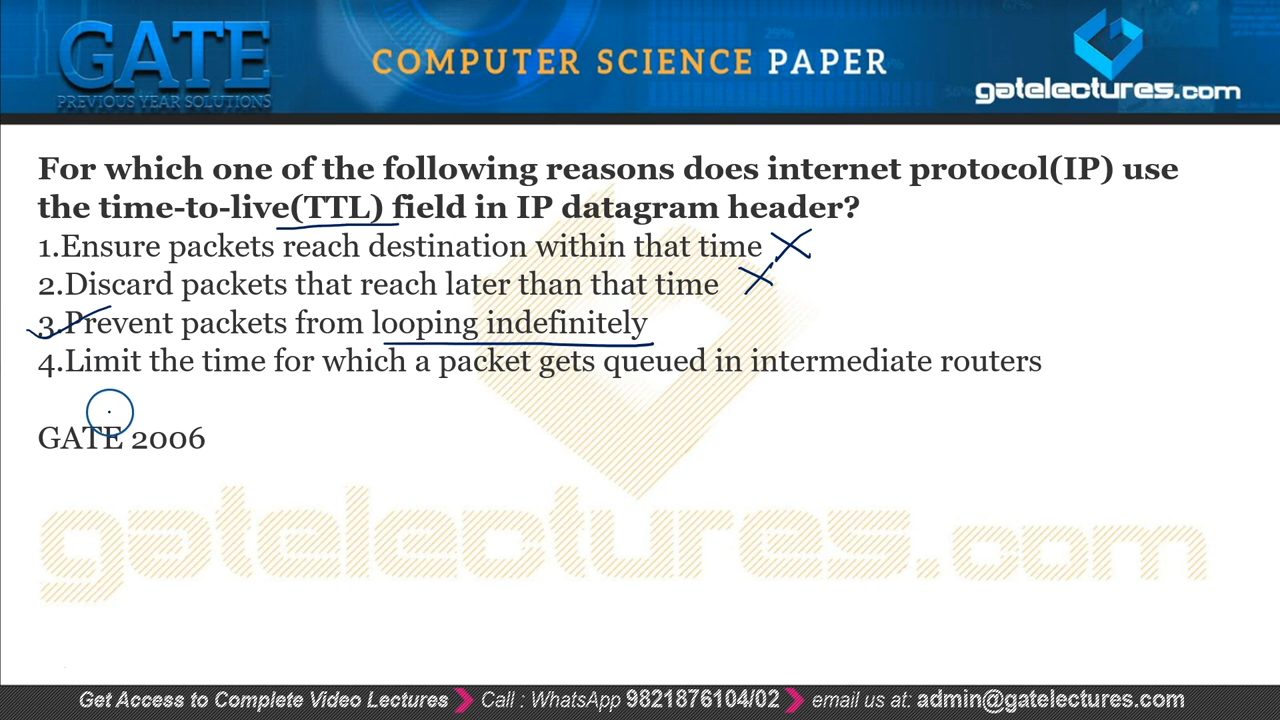 GATE
PREVIOUS YEAR SOLUTIONS
COMPUTER SCIENCE PAPER
gatelectures.com
For which one of the following reasons does internet protocol(IP) use
the time-to-live(TTL) field in IP datagram header?
1.Ensure packets reach destination within that time
2.Discard packets that reach later than that time
3.Prevent packets from looping indefinitely
4.Limit the time for which a packet gets queued in intermediate routers
GATE 2006
gatelectures.com
Get Access to Complete Video Lectures Call : WhatsApp 9821876104/02 email us at: admin@gatelectures.com